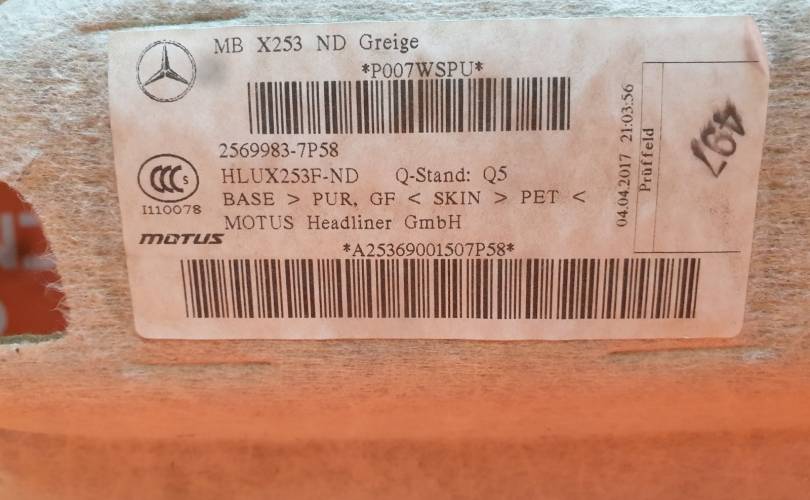 MB X253 ND Greige
*P007WSPU*
2569983-7P58
HLUX253F-ND Q-Stand: Q5
BASE > PUR, GF < SKIN > PET <
MOTUS Headliner GmbH
*A25369001507P58*
CCC S
I110078
MOTUS
04.04.2017 21:03:56
Prüffeld
497